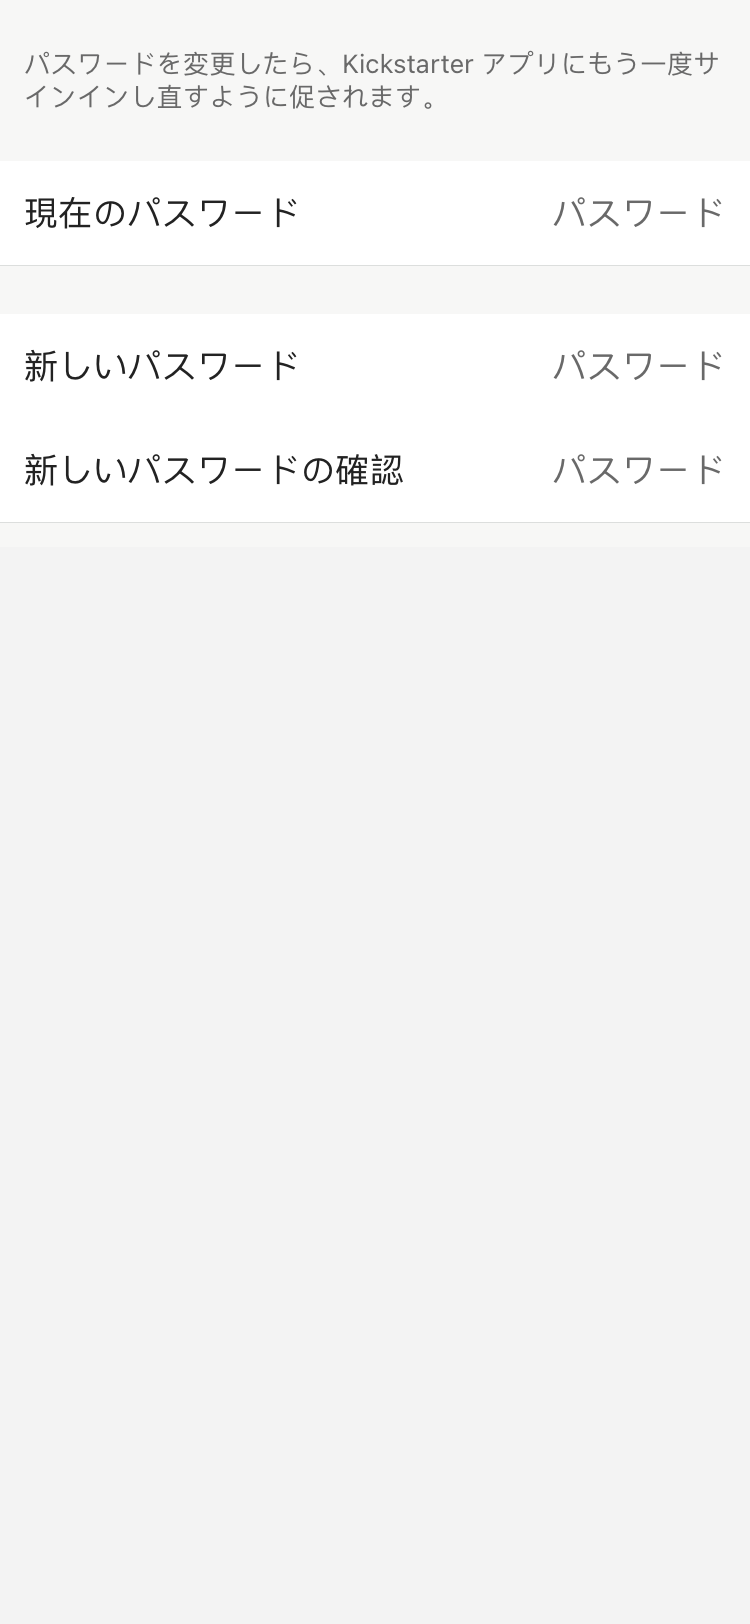 パスワードを変更したら、Kickstarter アプリにもう一度サ
インインし直すように促されます。
現在のパスワード パスワード
新しいパスワード パスワード
新しいパスワードの確認 パスワード